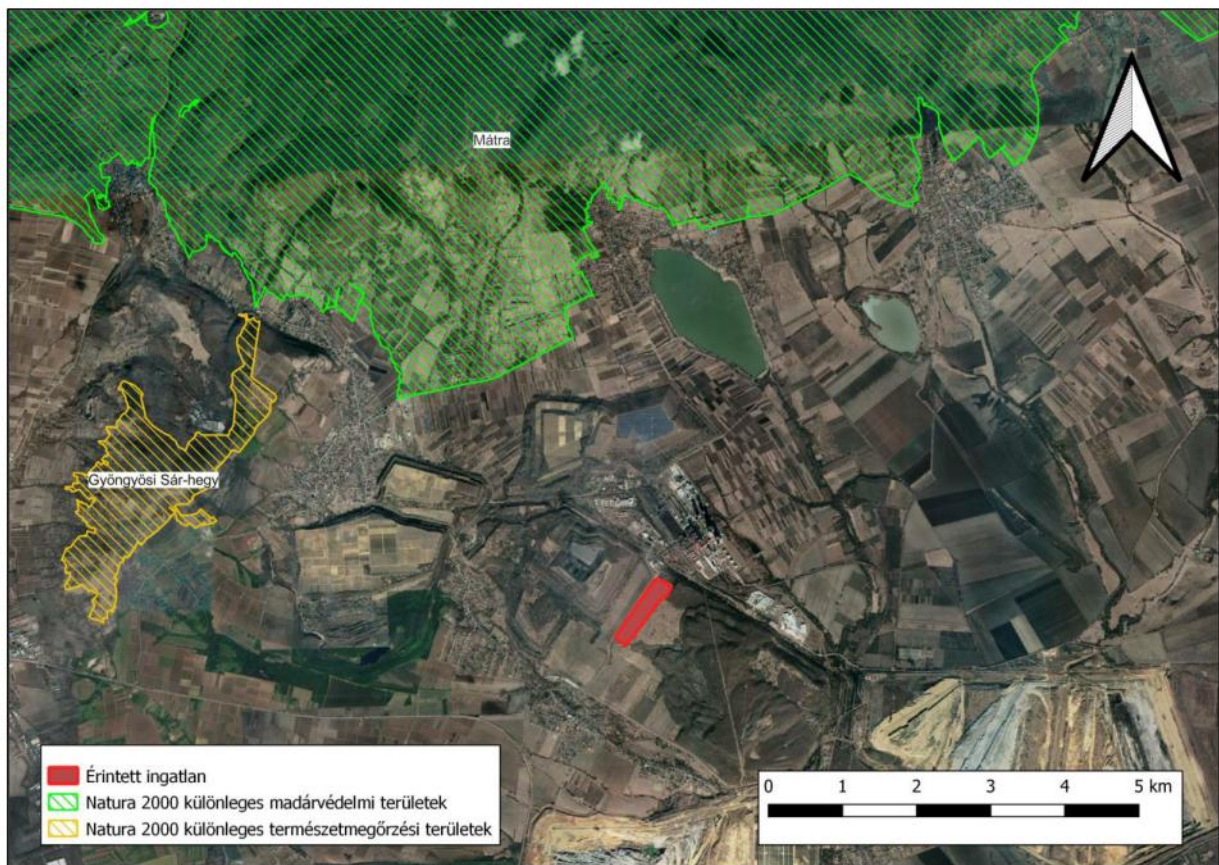 Mátra
Gyöngyösi Sár-hegy
Érintett ingatlan
Natura 2000 különleges madárvédelmi területek
Natura 2000 különleges természetmegőrzési területek
0 1 2 3 4 5 km